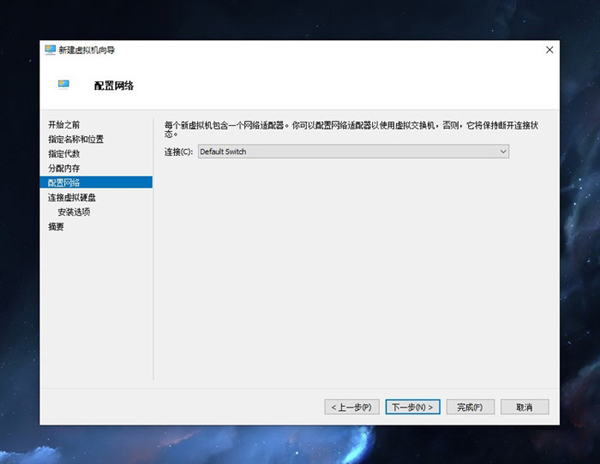 新建虚拟机向导
配置网络
开始之前
指定名称和位置
指定代数
分配内存
配置网络
连接虚拟硬盘
安装选项
摘要
每个新虚拟机包含一个网络适配器。你可以配置网络适配器以使用虚拟交换机，否则，它将保持断开连接状
态。
连接(C): Default Switch
< 上一步(P) 下一步(N) > 完成(F) 取消